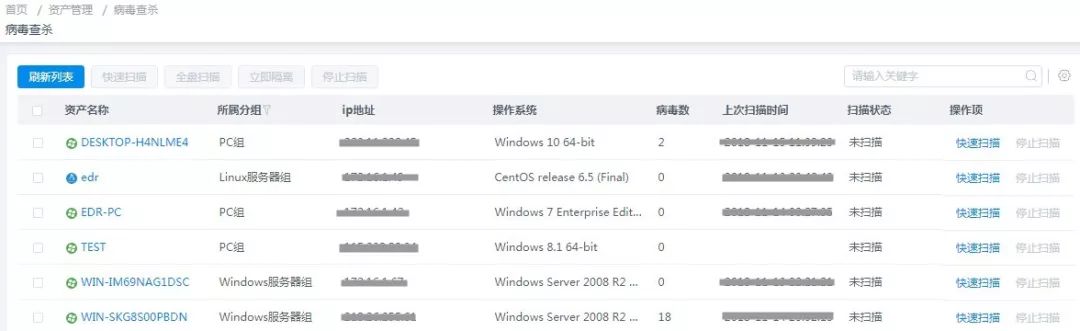 首页 / 资产管理 / 病毒查杀
病毒查杀
刷新列表 快速扫描 全盘扫描 立即隔离 停止扫描 请输入关键字
资产名称 所属分组 ip地址 操作系统 病毒数 上次扫描时间 扫描状态 操作项
DESKTOP-H4NLME4 PC组 Windows 10 64-bit 2 未扫描 快速扫描 停止扫描
edr Linux服务器组 CentOS release 6.5 (Final) 0 未扫描 快速扫描 停止扫描
EDR-PC PC组 Windows 7 Enterprise Edit... 0 未扫描 快速扫描 停止扫描
TEST PC组 Windows 8.1 64-bit 0 未扫描 快速扫描 停止扫描
WIN-IM69NAG1DSC Windows服务器组 Windows Server 2008 R2 ... 0 未扫描 快速扫描 停止扫描
WIN-SKG8S00PBDN Windows服务器组 Windows Server 2008 R2 ... 18 未扫描 快速扫描 停止扫描